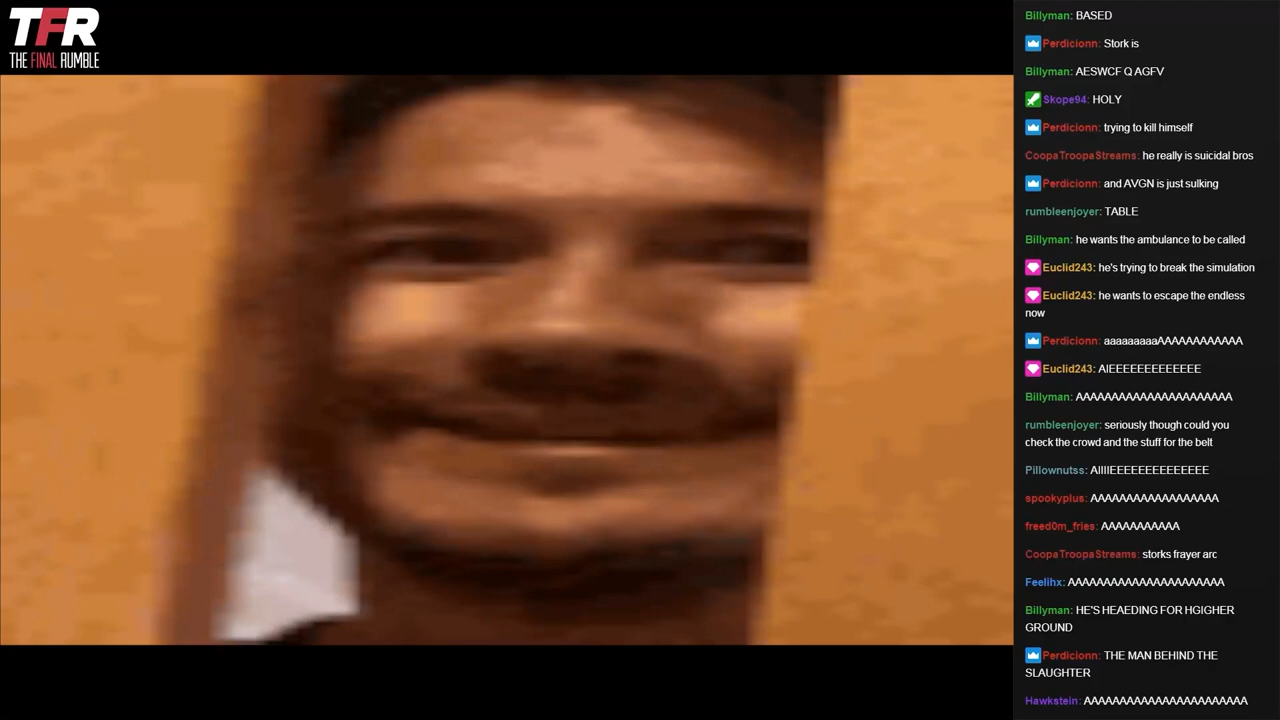 TFR
THE FINAL RUMBLE
Billyman: BASED
Perdicionn: Stork is
Billyman: AESWCF Q AGFV
Skope94: HOLY
Perdicionn: trying to kill himself
CoopaTroopaStreams: he really is suicidal bros
Perdicionn: and AVGN is just sulking
rumbleenjoyer: TABLE
Billyman: he wants the ambulance to be called
Euclid243: he's trying to break the simulation
Euclid243: he wants to escape the endless
now
Perdicionn: aaaaaaaaaAAAAAAAAAAAA
Euclid243: AIEEEEEEEEEEEEE
Billyman: AAAAAAAAAAAAAAAAAAAAAA
rumbleenjoyer: seriously though could you
check the crowd and the stuff for the belt
Pillownutss: AIIIIEEEEEEEEEEEEEE
spookyplus: AAAAAAAAAAAAAAAAAA
freed0m_fries: AAAAAAAAAAA
CoopaTroopaStreams: storks frayer arc
Feelihx: AAAAAAAAAAAAAAAAAAAAAA
Billyman: HE'S HEAEDING FOR HGIGHER
GROUND
Perdicionn: THE MAN BEHIND THE
SLAUGHTER
Hawkstein: AAAAAAAAAAAAAAAAAAAAAAA